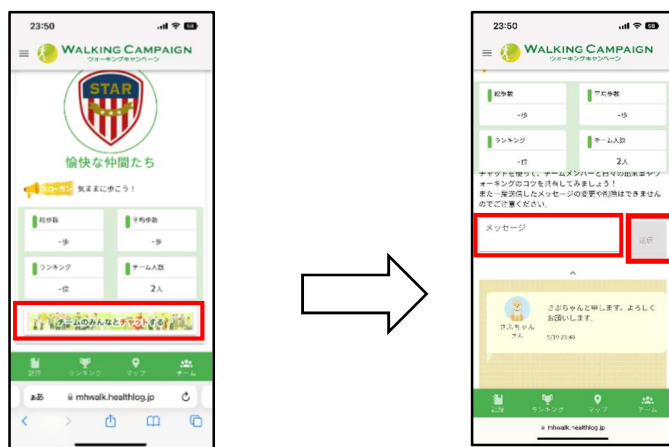 23:50
58
WALKING CAMPAIGN
ウォーキングキャンペーン
STAR
愉快な仲間たち
スローガン 気ままに歩こう！
総歩数
平均歩数
-歩
-歩
ランキング
チーム人数
-位
2人
チームのみんなとチャットする
記録
ランキング
マップ
チーム
ああ
mhwalk.healthlog.jp
23:50
58
WALKING CAMPAIGN
ウォーキングキャンペーン
総歩数
平均歩数
-歩
-歩
ランキング
チーム人数
-位
2人
チャットを使って、チームメンバーと日々の出来事やウ
ォーキングのコツを共有してみましょう！
また一度送信したメッセージの変更や削除はできません
のでご注意ください。
メッセージ
送信
さぶちゃんと申します。よろしく
お願いします。
さぶちゃん
さん
5/19 23:46
記録
ランキング
マップ
チーム
mhwalk.healthlog.jp